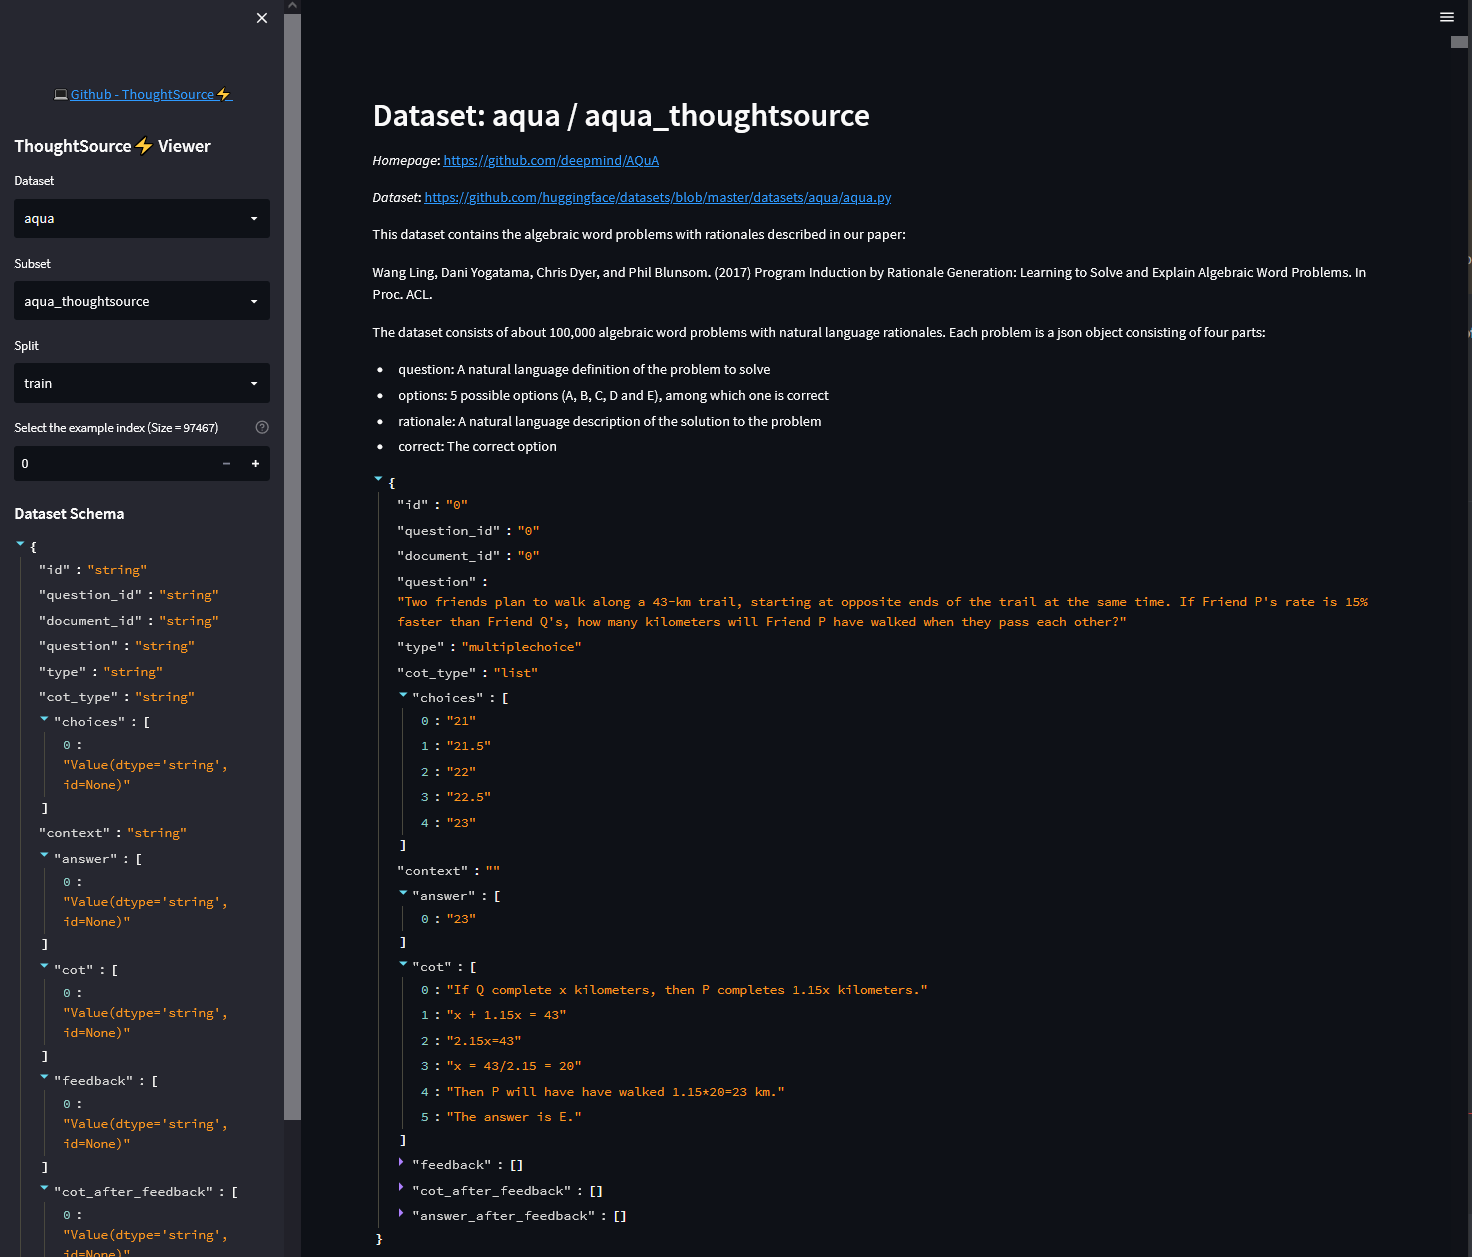 Github - ThoughtSource⚡
ThoughtSource⚡Viewer
Dataset
aqua
Subset
aqua_thoughtsource
Split
train
Select the example index (Size = 97467)
0
Dataset Schema
{
"id" : "string"
"question_id" : "string"
"document_id" : "string"
"question" : "string"
"type" : "string"
"cot_type" : "string"
"choices" : [
0 :
"Value(dtype='string',
id=None)"
]
"context" : "string"
"answer" : [
0 :
"Value(dtype='string',
id=None)"
]
"cot" : [
0 :
"Value(dtype='string',
id=None)"
]
"feedback" : [
0 :
"Value(dtype='string',
id=None)"
]
"cot_after_feedback" : [
0 :
"Value(dtype='string',
id=None)"
Dataset: aqua / aqua_thoughtsource
Homepage: https://github.com/deepmind/AQuA
Dataset: https://github.com/huggingface/datasets/blob/master/datasets/aqua/aqua.py
This dataset contains the algebraic word problems with rationales described in our paper:
Wang Ling, Dani Yogatama, Chris Dyer, and Phil Blunsom. (2017) Program Induction by Rationale Generation: Learning to Solve and Explain Algebraic Word Problems. In
Proc. ACL.
The dataset consists of about 100,000 algebraic word problems with natural language rationales. Each problem is a json object consisting of four parts:
• question: A natural language definition of the problem to solve
• options: 5 possible options (A, B, C, D and E), among which one is correct
• rationale: A natural language description of the solution to the problem
• correct: The correct option
{
"id" : "0"
"question_id" : "0"
"document_id" : "0"
"question" :
"Two friends plan to walk along a 43-km trail, starting at opposite ends of the trail at the same time. If Friend P's rate is 15%
faster than Friend Q's, how many kilometers will Friend P have walked when they pass each other?"
"type" : "multiplechoice"
"cot_type" : "list"
"choices" : [
0 : "21"
1 : "21.5"
2 : "22"
3 : "22.5"
4 : "23"
]
"context" : ""
"answer" : [
0 : "23"
]
"cot" : [
0 : "If Q complete x kilometers, then P completes 1.15x kilometers."
1 : "x + 1.15x = 43"
2 : "2.15x=43"
3 : "x = 43/2.15 = 20"
4 : "Then P will have have walked 1.15*20=23 km."
5 : "The answer is E."
]
"feedback" : []
"cot_after_feedback" : []
"answer_after_feedback" : []
}